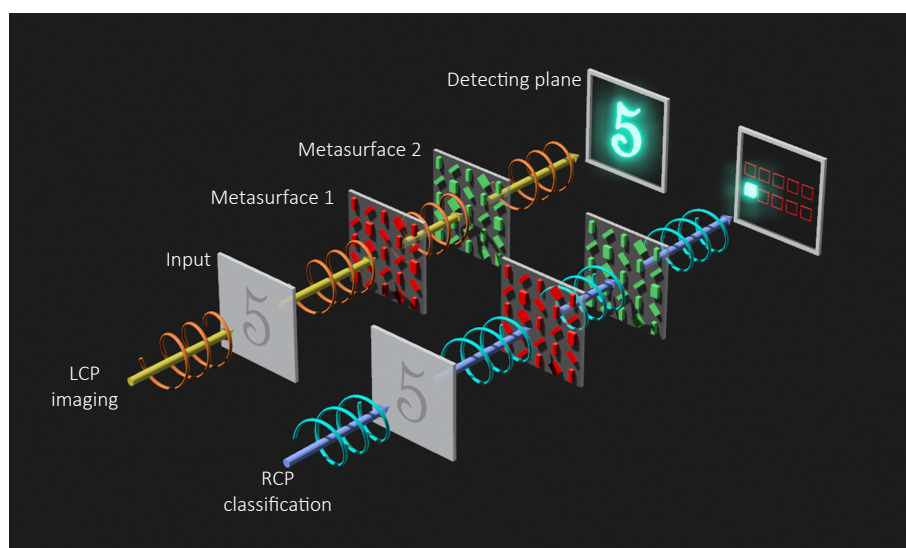 Detecting plane
Metasurface 2
Metasurface 1
Input
5
5
5
LCP
imaging
RCP
classification